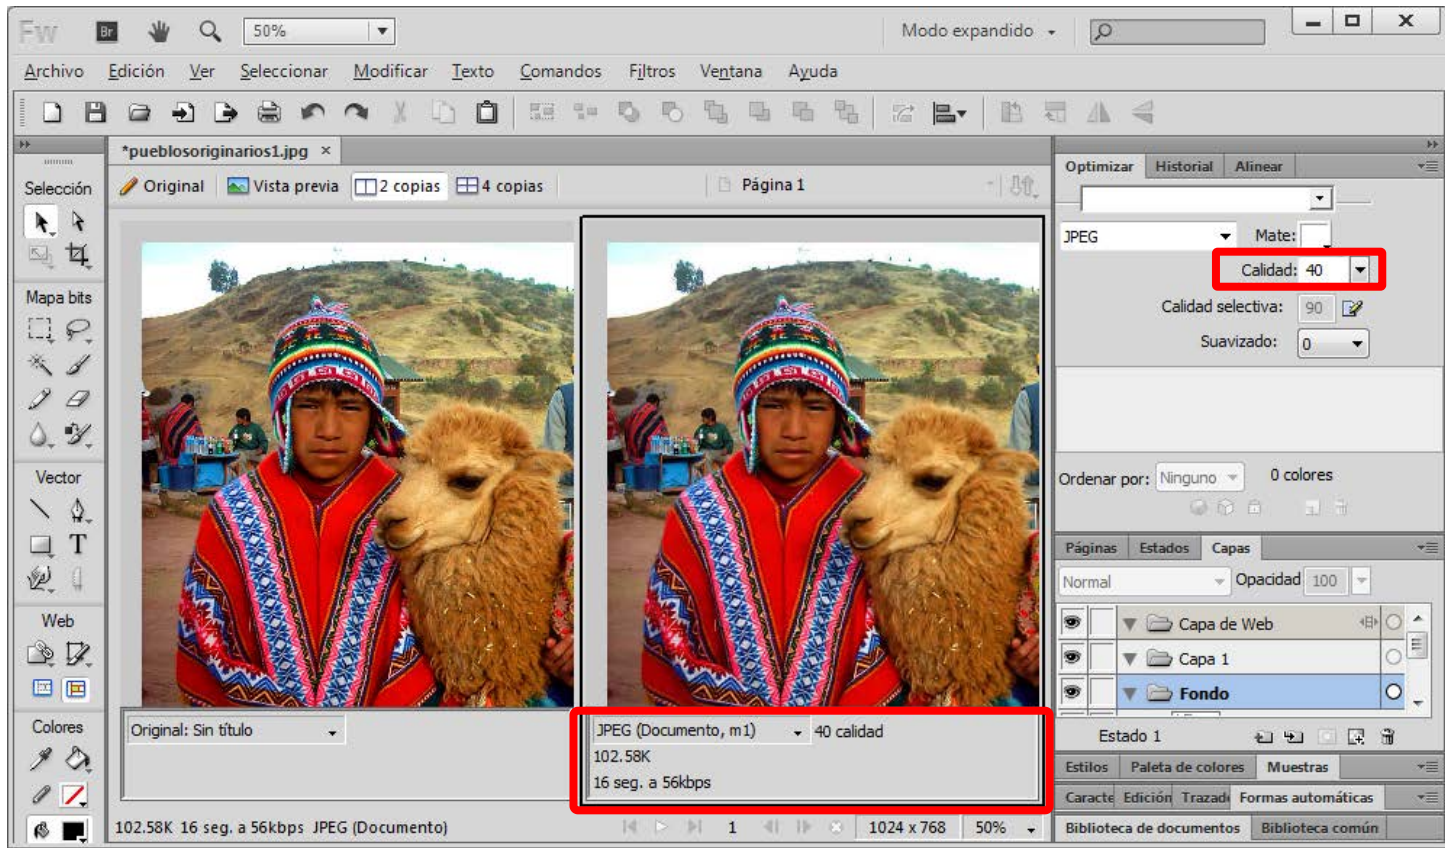 Fw Br 50% Modo expandido
Archivo Edición Ver Seleccionar Modificar Texto Comandos Filtros Ventana Ayuda
*pueblosoriginarios1.jpg ×
Original Vista previa 2 copias 4 copias Página 1
Selección
Mapa bits
Vector
T
Web
Colores
Original: Sin título
JPEG (Documento, m1) 40 calidad
102.58K
16 seg. a 56kbps
102.58K 16 seg. a 56kbps JPEG (Documento) 1 1024 x 768 50%
Optimizar Historial Alinear
JPEG Mate:
Calidad: 40
Calidad selectiva: 90
Suavizado: 0
Ordenar por: Ninguno 0 colores
Páginas Estados Capas
Normal Opacidad 100
Capa de Web
Capa 1
Fondo
Estado 1
Estilos Paleta de colores Muestras
Caracte Edición Trazad Formas automáticas
Biblioteca de documentos Biblioteca común